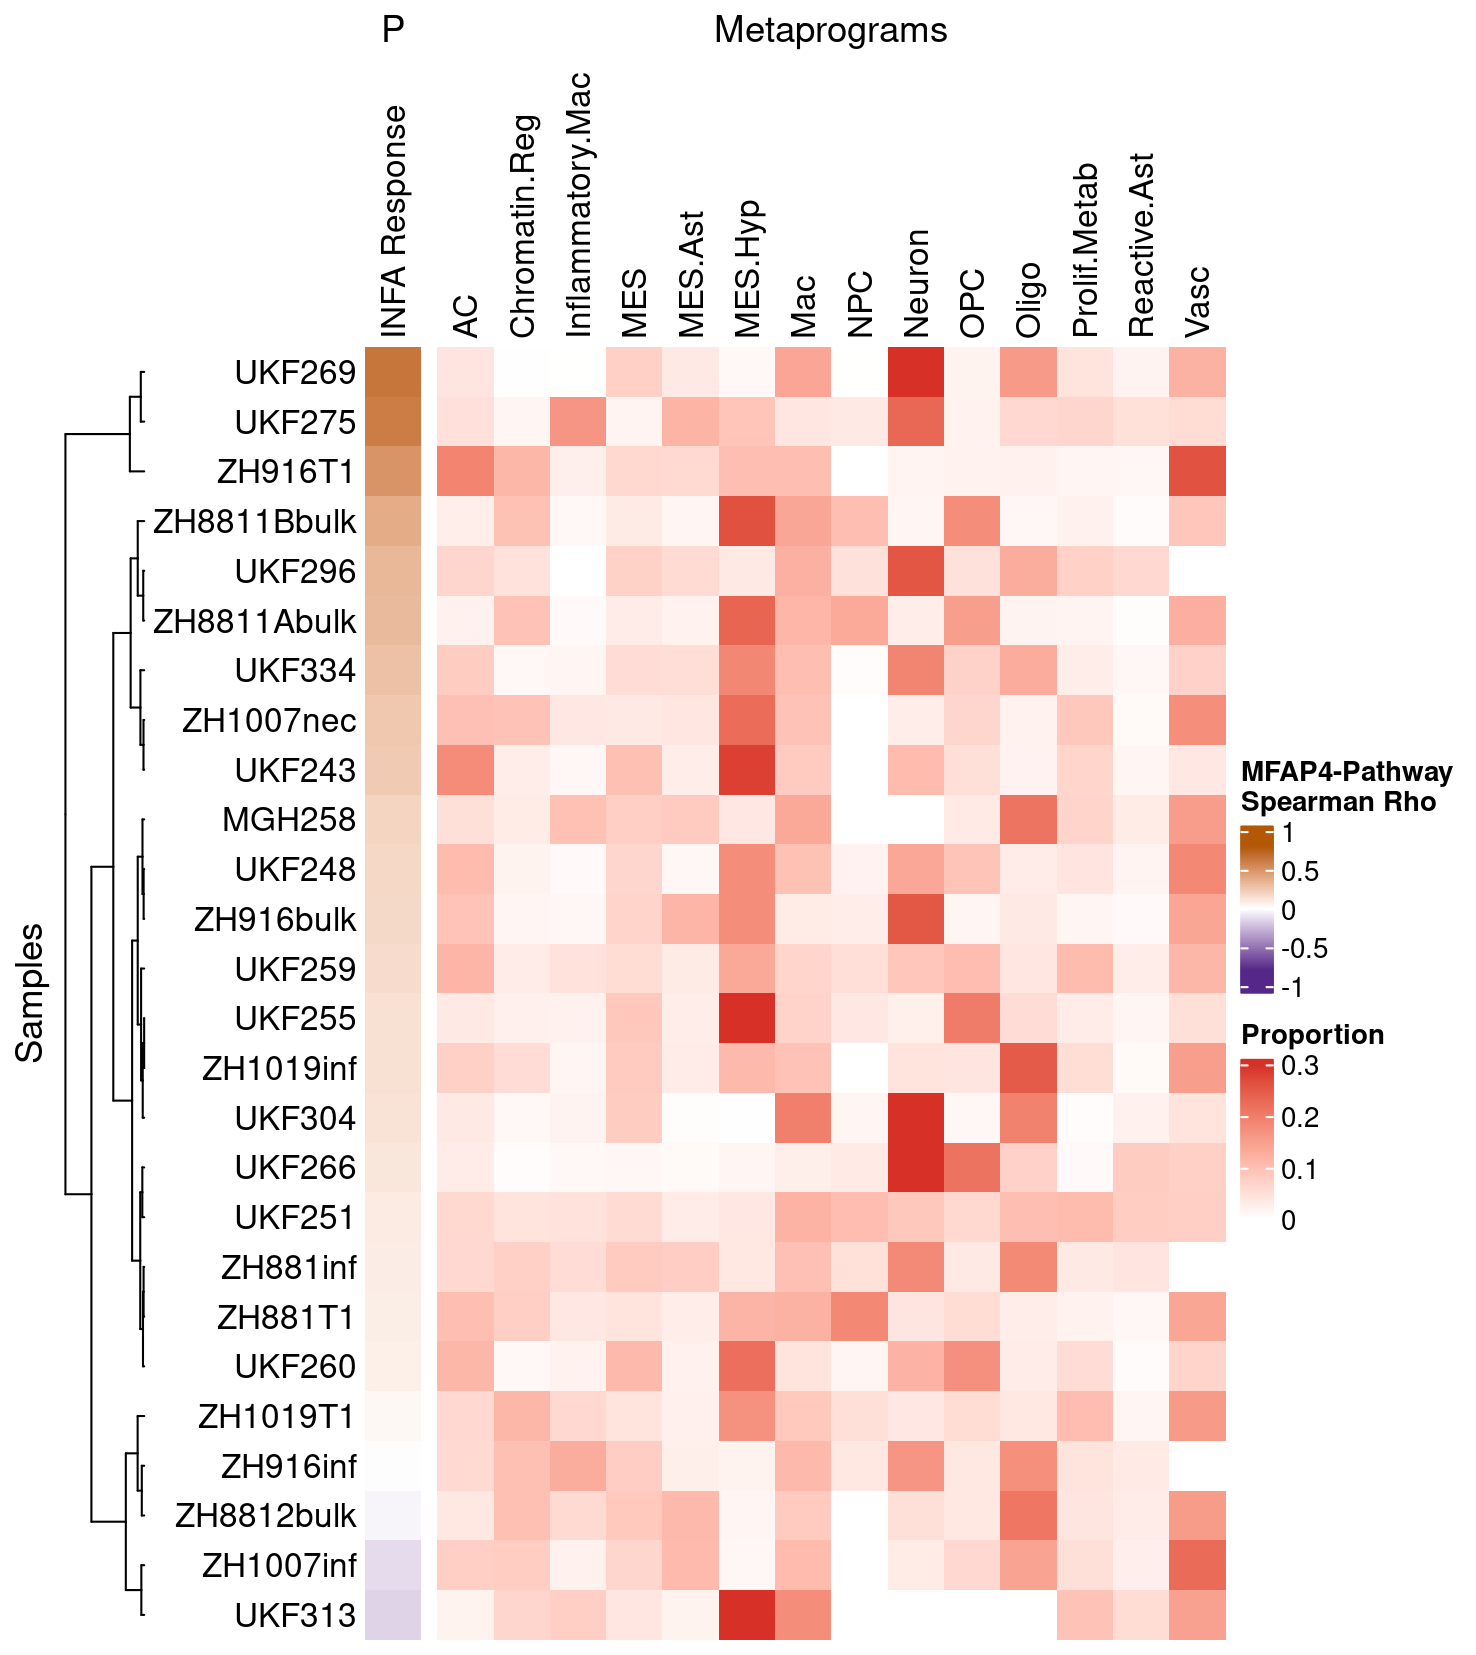 P
Metaprograms
INFA Response
AC
Chromatin.Reg
Inflammatory.Mac
MES
MES.Ast
MES.Hyp
Mac
NPC
Neuron
OPC
Oligo
Prolif.Metab
Reactive.Ast
Vasc
Samples
UKF269
UKF275
ZH916T1
ZH8811Bbulk
UKF296
ZH8811Abulk
UKF334
ZH1007nec
UKF243
MGH258
UKF248
ZH916bulk
UKF259
UKF255
ZH1019inf
UKF304
UKF266
UKF251
ZH881inf
ZH881T1
UKF260
ZH1019T1
ZH916inf
ZH8812bulk
ZH1007inf
UKF313
MFAP4-Pathway
Spearman Rho
1
0.5
0
-0.5
-1
Proportion
0.3
0.2
0.1
0